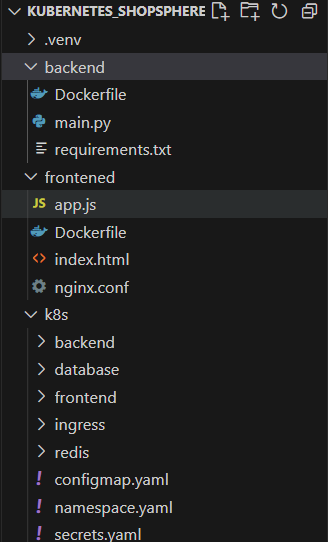 KUBERNETES_SHOPSPHERE
.venv
backend
Dockerfile
main.py
requirements.txt
frontened
JS app.js
Dockerfile
<> index.html
nginx.conf
k8s
backend
database
frontend
ingress
redis
! configmap.yaml
! namespace.yaml
! secrets.yaml